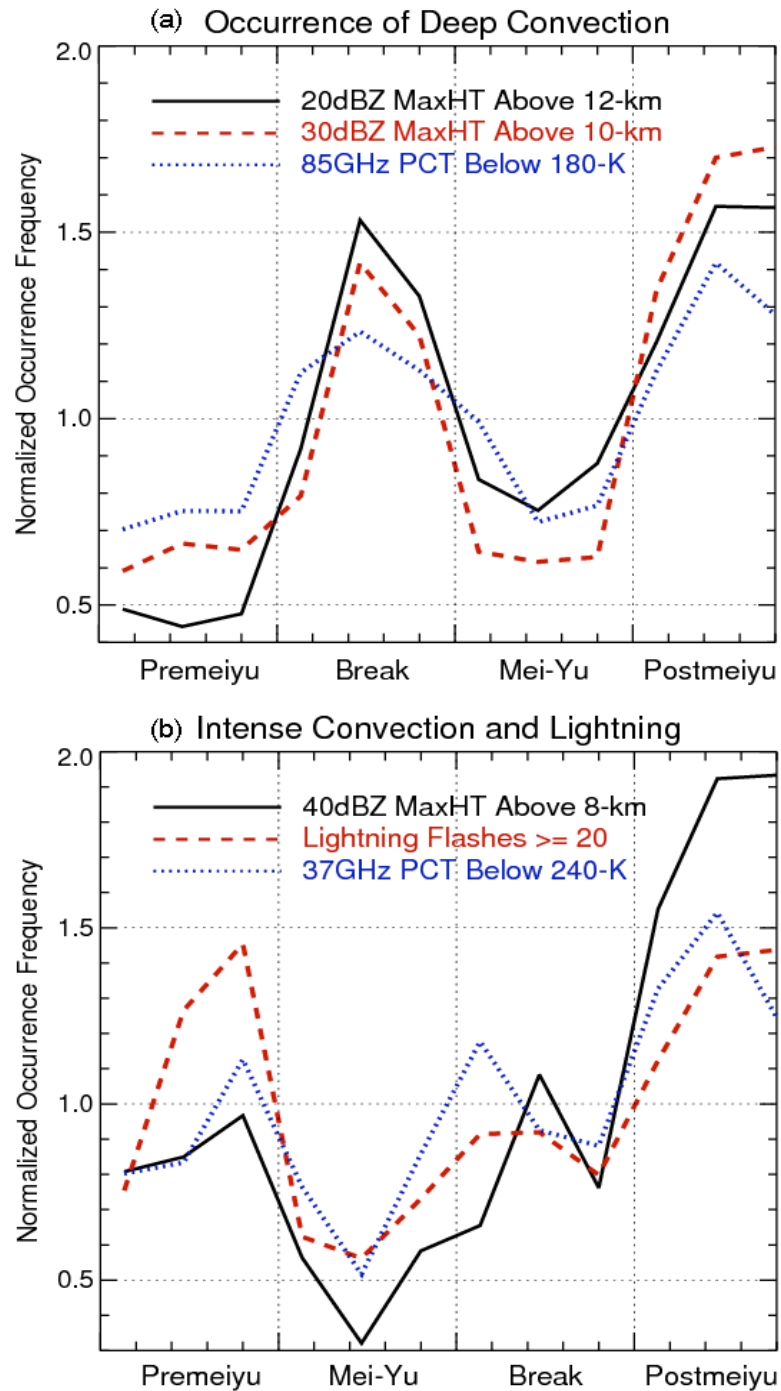 (a) Occurrence of Deep Convection
2.0
20dBZ MaxHT Above 12-km
30dBZ MaxHT Above 10-km
85GHz PCT Below 180-K
1.5
1.0
0.5
Normalized Occurrence Frequency
Premeiyu Break Mei-Yu Postmeiyu
(b) Intense Convection and Lightning
2.0
40dBZ MaxHT Above 8-km
Lightning Flashes >= 20
37GHz PCT Below 240-K
1.5
1.0
0.5
Normalized Occurrence Frequency
Premeiyu Mei-Yu Break Postmeiyu